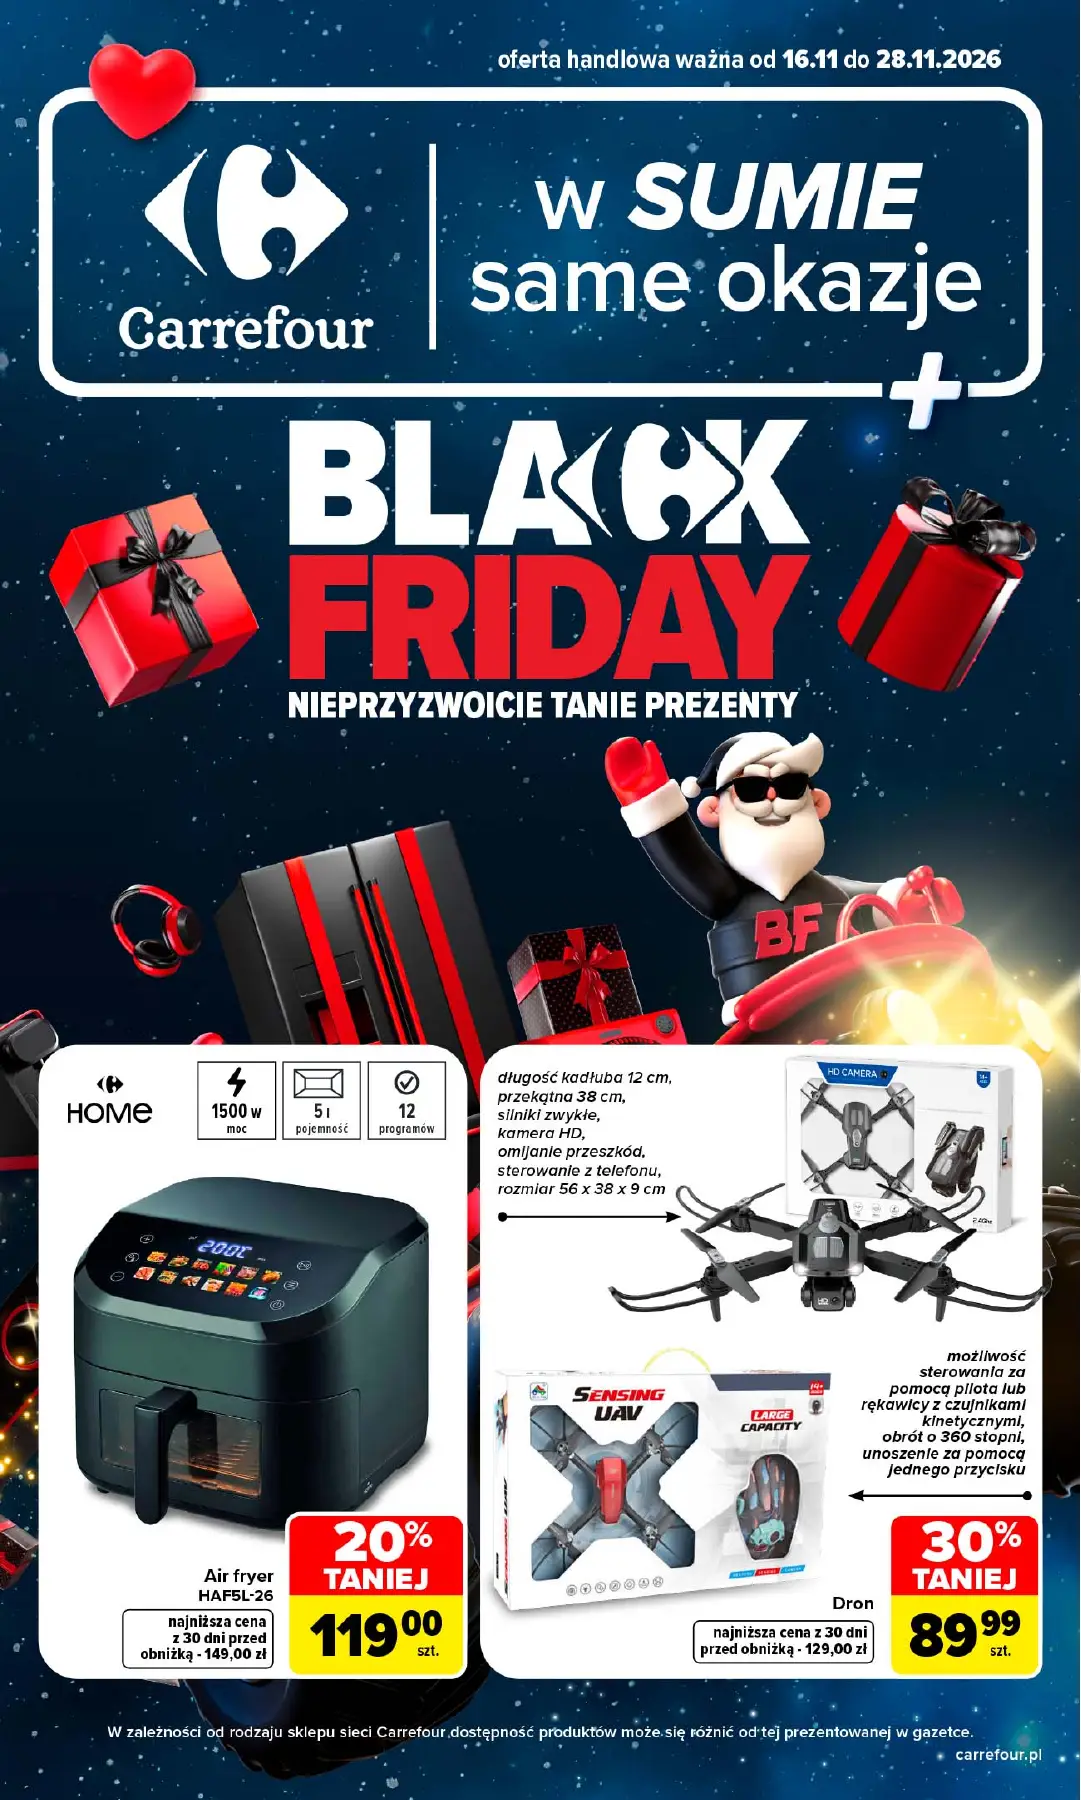 oferta handlowa ważna od 16.11 do 28.11.2026
Carrefour
w SUMIE
same okazje
+
BLACK
FRIDAY
NIEPRZYZWOICIE TANIE PREZENTY
BF
HOME
1500 w
moc
5 l
pojemność
12
programów
200°C
Air fryer
HAF5L-26
najniższa cena
z 30 dni przed
obniżką - 149,00 zł
20%
TANIEJ
119 00
szt.
długość kadłuba 12 cm,
przekątna 38 cm,
silniki zwykłe,
kamera HD,
omijanie przeszkód,
sterowanie z telefonu,
rozmiar 56 x 38 x 9 cm
HD CAMERA
14+
2.4Ghz
HD
możliwość
sterowania za
pomocą pilota lub
rękawicy z czujnikami
kinetycznymi,
obrót o 360 stopni,
unoszenie za pomocą
jednego przycisku
SENSING
UAV
LARGE
CAPACITY
14+
Dron
najniższa cena z 30 dni
przed obniżką - 129,00 zł
30%
TANIEJ
89 99
szt.
W zależności od rodzaju sklepu sieci Carrefour dostępność produktów może się różnić od tej prezentowanej w gazetce.
carrefour.pl